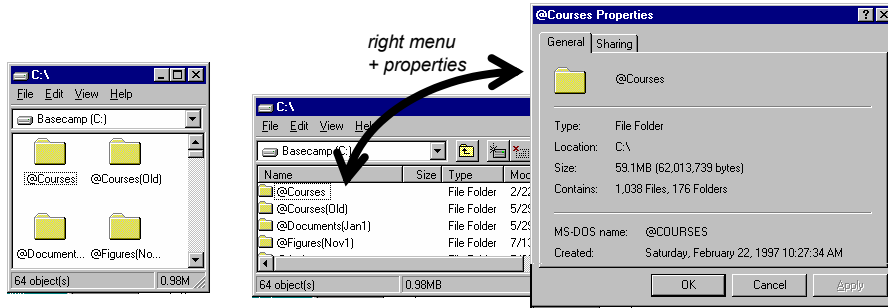 C:\
File Edit View Help
Basecamp (C:)
@Courses @Courses(Old)
@Document... @Figures(No...
64 object(s) 0.98M
right menu
+ properties
C:\
File Edit View Help
Basecamp (C:)
Name Size Type
@Courses File Folder 2/22
@Courses(Old) File Folder 5/29
@Documents(Jan1) File Folder 5/29
@Figures(Nov1) File Folder 7/13
64 object(s) 0.98MB
@Courses Properties
General Sharing
@Courses
Type: File Folder
Location: C:\
Size: 59.1MB (62,013,739 bytes)
Contains: 1,038 Files, 176 Folders
MS-DOS name: @COURSES
Created: Saturday, February 22, 1997 10:27:34 AM
OK Cancel Apply